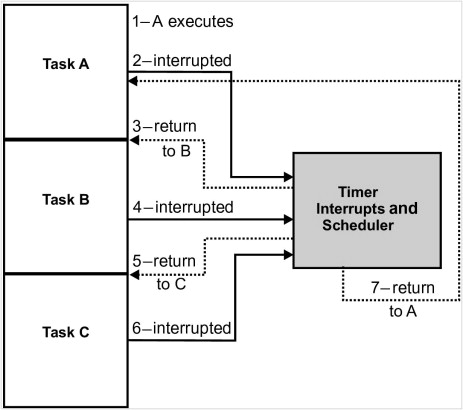 1–A executes
2–interrupted
Task A
3–return
to B
Task B
4–interrupted
Timer
Interrupts and
Scheduler
5–return
to C
7–return
to A
Task C
6–interrupted